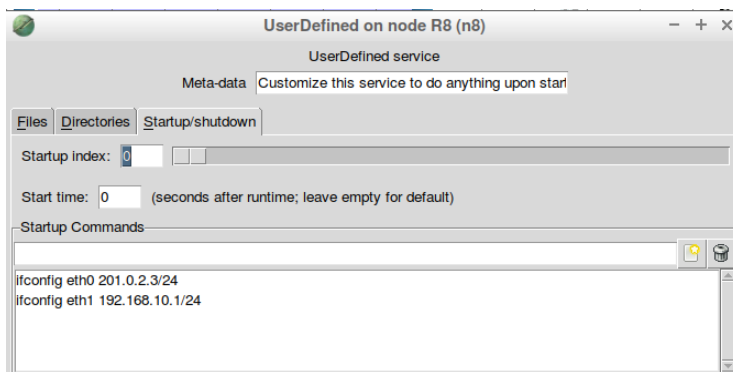 UserDefined on node R8 (n8)
UserDefined service
Meta-data Customize this service to do anything upon start
Files Directories Startup/shutdown
Startup index: 0
Start time: 0 (seconds after runtime; leave empty for default)
Startup Commands
ifconfig eth0 201.0.2.3/24
ifconfig eth1 192.168.10.1/24